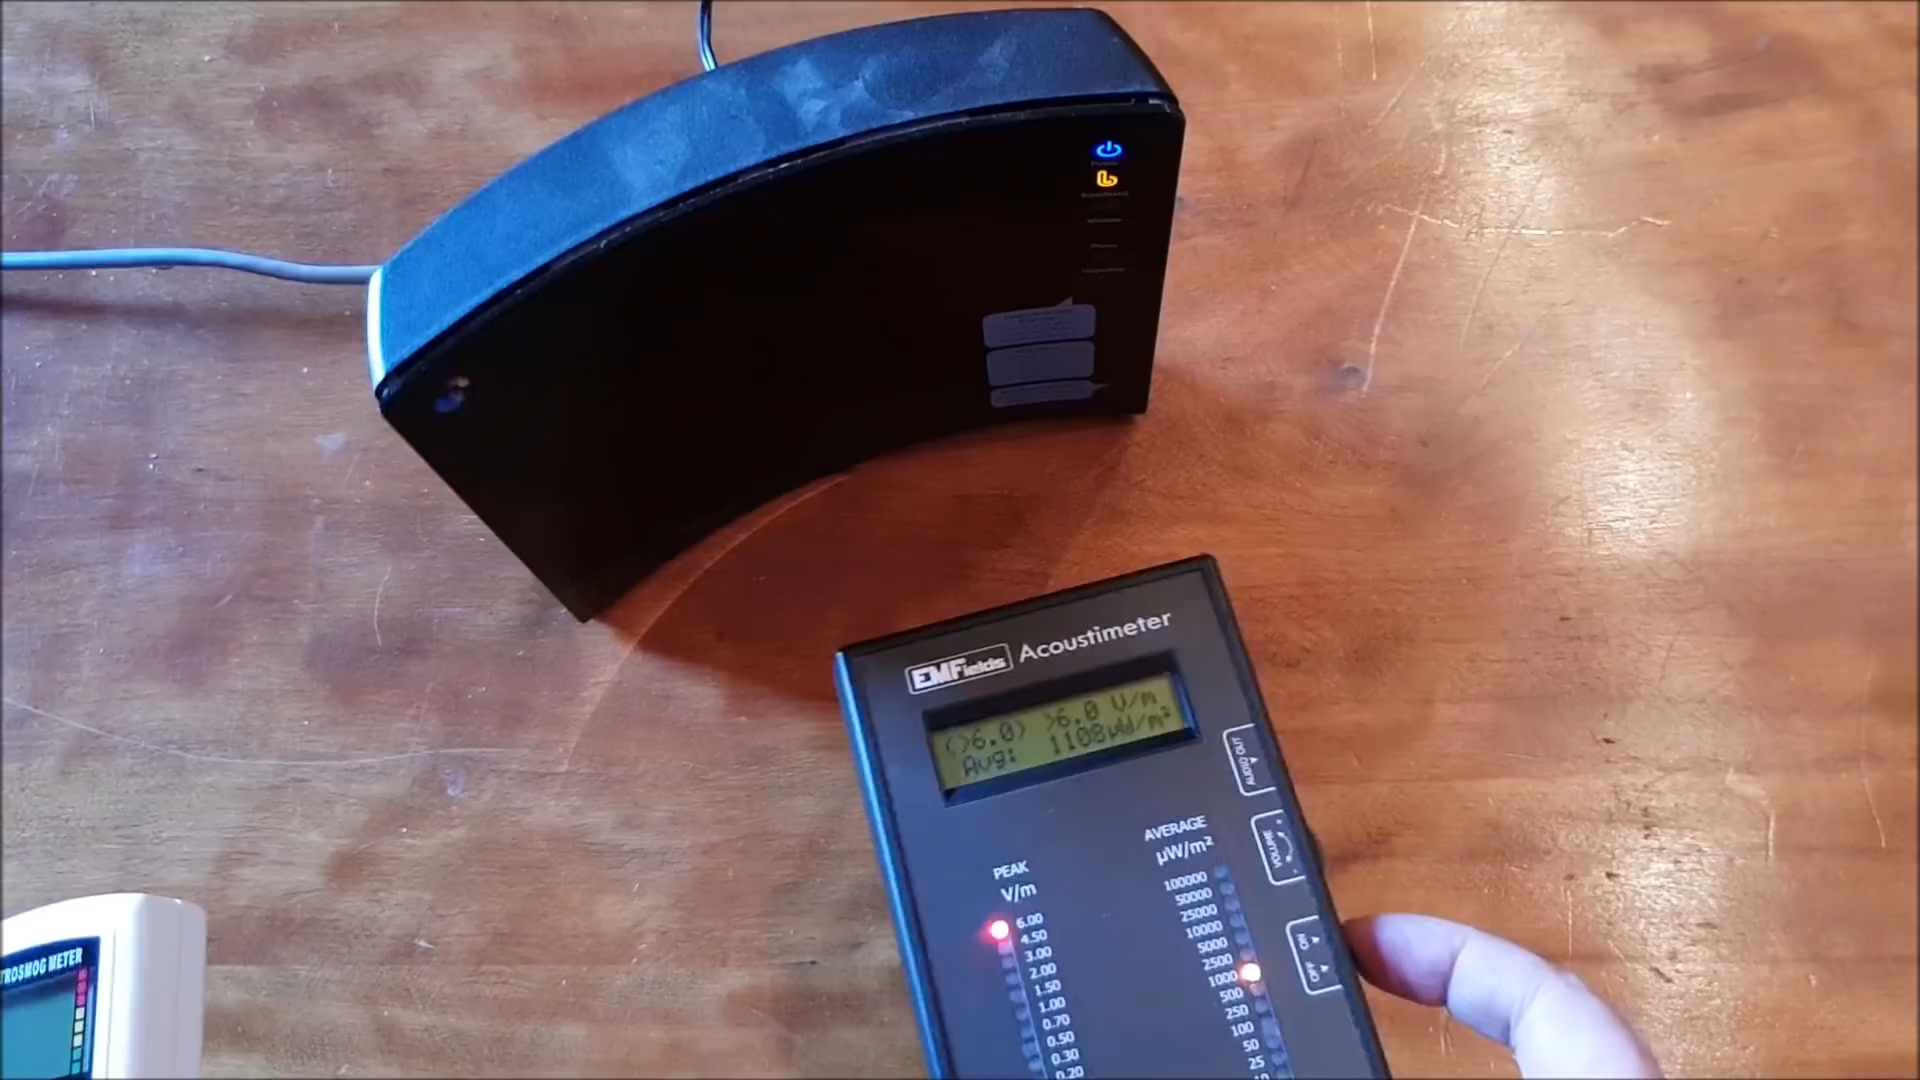 EMFields Acoustimeter
(>6.0) >6.0 V/m
Avg: 1108µW/m²
AUDIO OUT
VOLUME
ON OFF
PEAK
V/m
6.00
4.50
3.00
2.00
1.50
1.00
0.70
0.50
0.30
0.20
AVERAGE
µW/m²
100000
50000
25000
10000
5000
2500
1000
500
250
100
50
25
10
TROSMOG METER